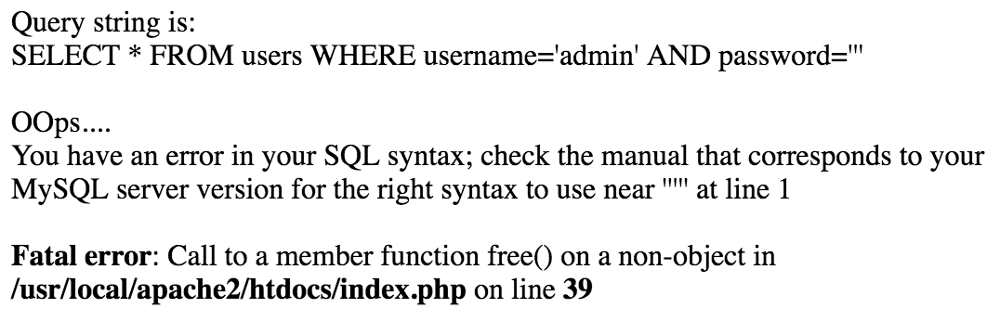 Query string is:
SELECT * FROM users WHERE username='admin' AND password='''
OOps....
You have an error in your SQL syntax; check the manual that corresponds to your
MySQL server version for the right syntax to use near ''''' at line 1
Fatal error: Call to a member function free() on a non-object in
/usr/local/apache2/htdocs/index.php on line 39